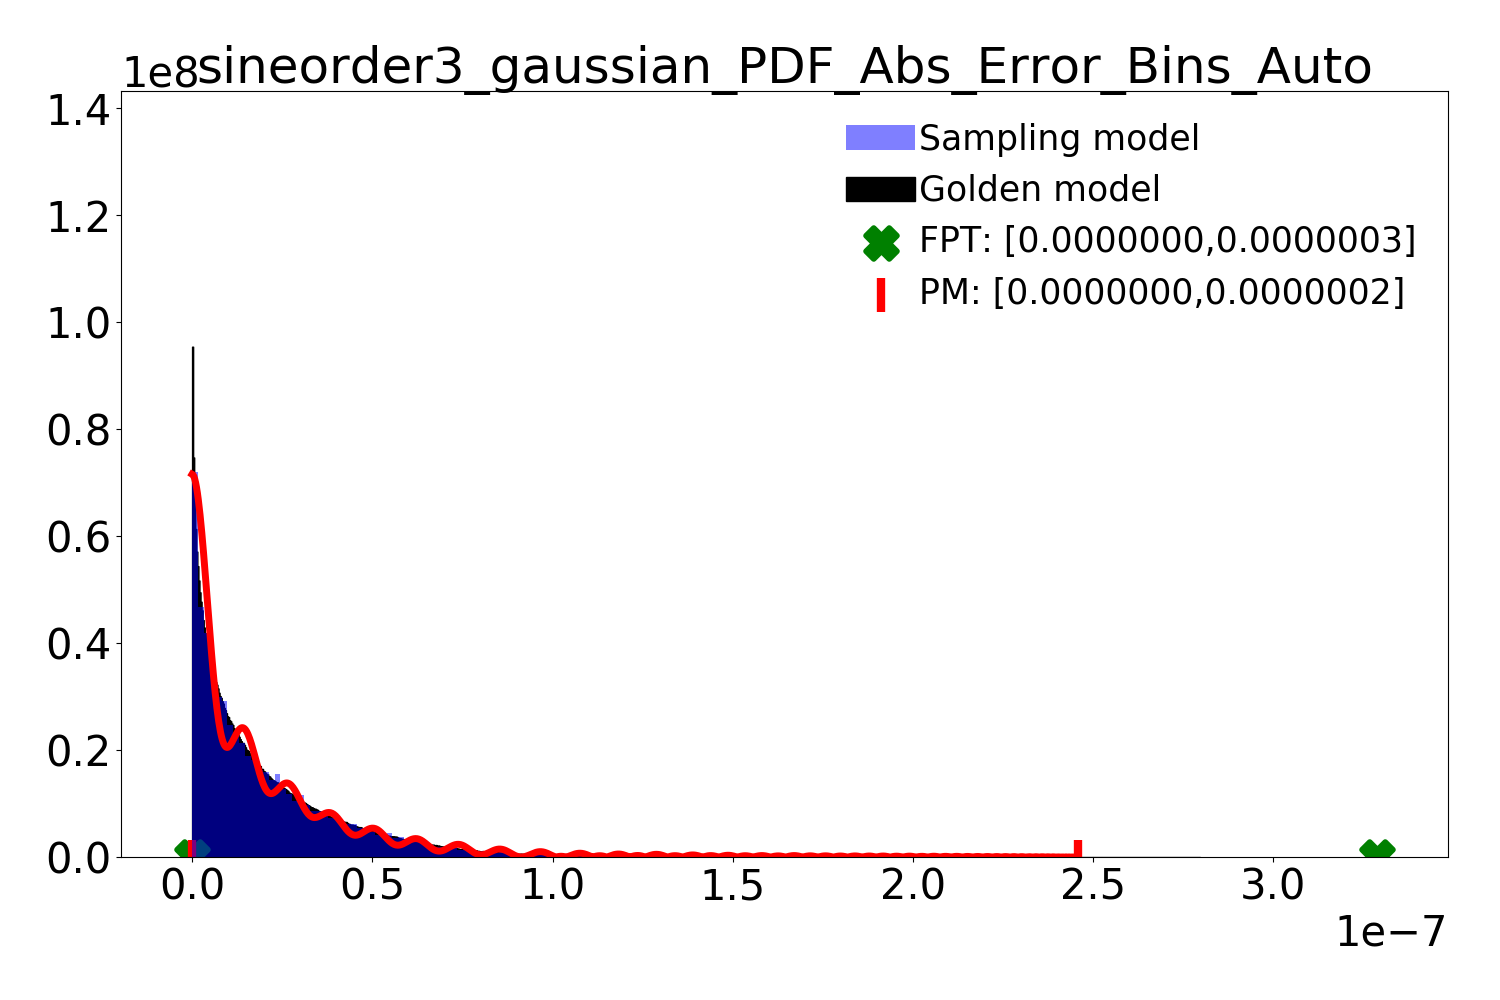 1e8
sineorder3_gaussian_PDF_Abs_Error_Bins_Auto
1.4
1.2
1.0
0.8
0.6
0.4
0.2
0.0
Sampling model
Golden model
FPT: [0.0000000,0.0000003]
PM: [0.0000000,0.0000002]
0.0 0.5 1.0 1.5 2.0 2.5 3.0
1e−7